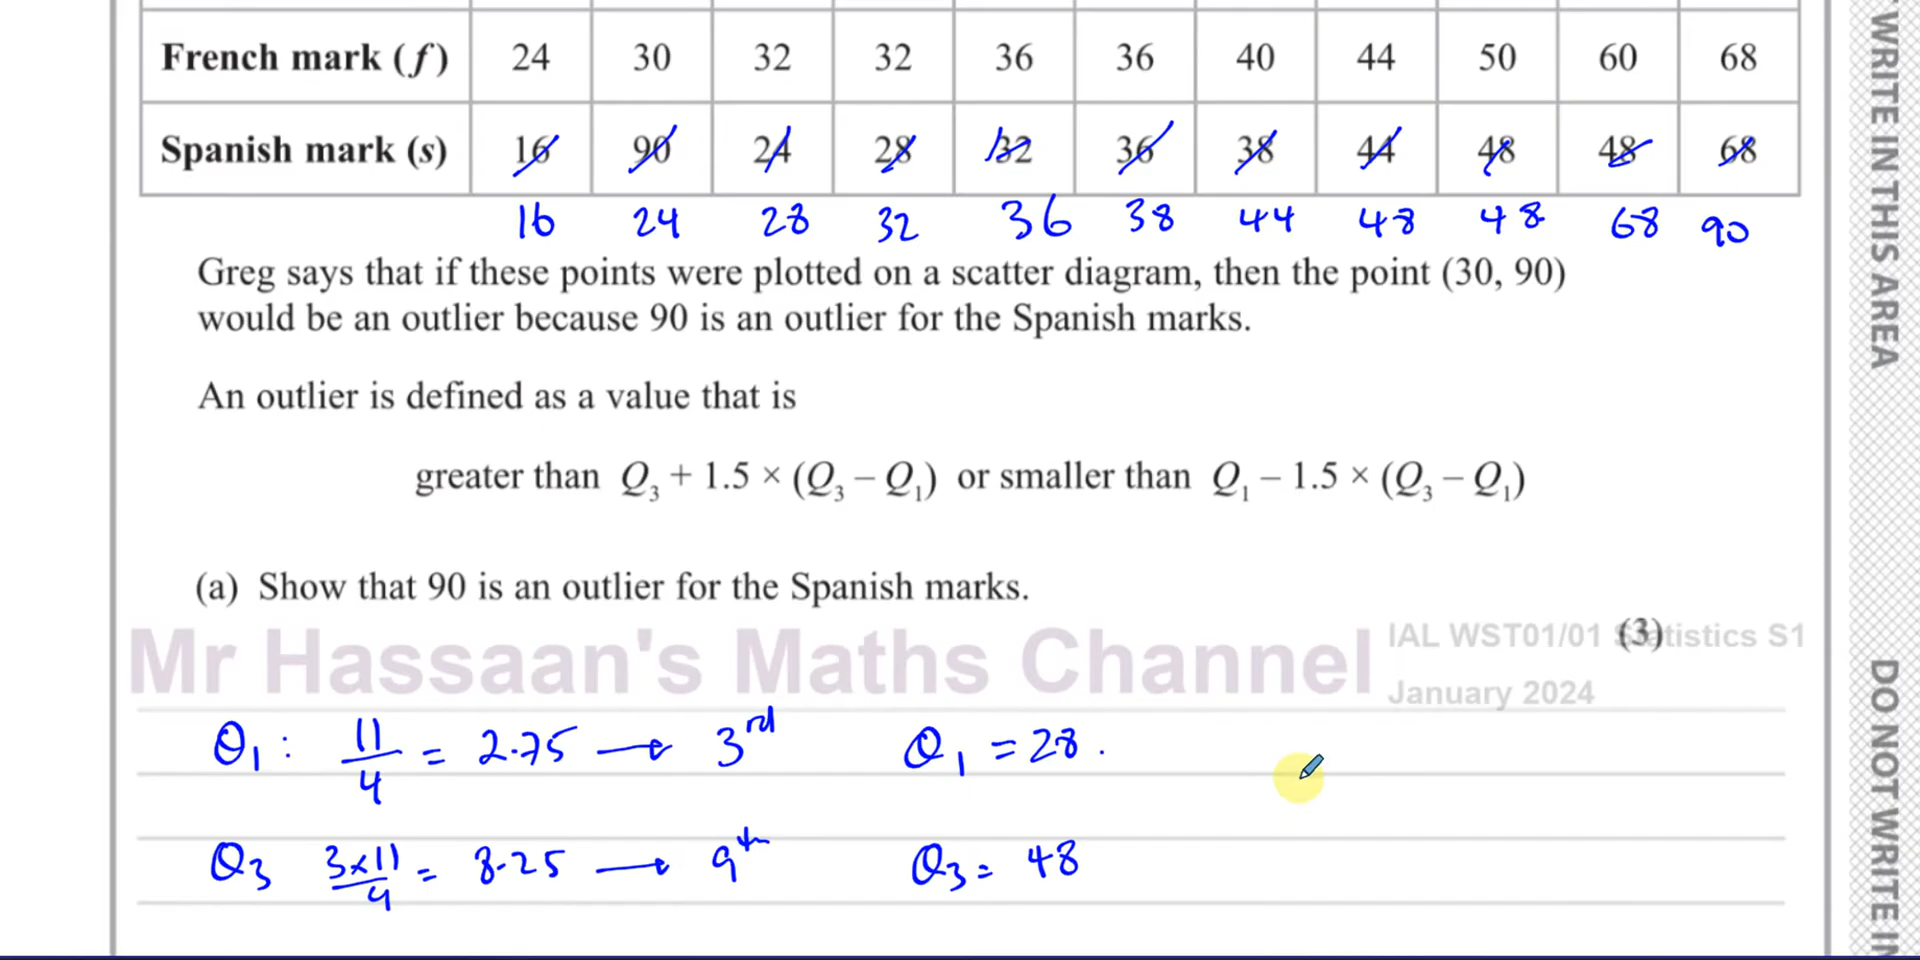 French mark (f) 24 30 32 32 36 36 40 44 50 60 68
Spanish mark (s) 16 90 24 28 32 36 38 44 48 48 68
16 24 28 32 36 38 44 48 48 68 90
Greg says that if these points were plotted on a scatter diagram, then the point (30, 90)
would be an outlier because 90 is an outlier for the Spanish marks.
An outlier is defined as a value that is
greater than Q₃ + 1.5 × (Q₃ – Q₁) or smaller than Q₁ – 1.5 × (Q₃ – Q₁)
(a) Show that 90 is an outlier for the Spanish marks.
(3)
Mr Hassaan's Maths Channel
IAL WST01/01 Statistics S1
January 2024
Q₁ : 11/4 = 2.75 → 3rd Q₁ = 28.
Q₃ 3×11/4 = 8.25 → 9th Q₃ = 48
WRITE IN THIS AREA
DO NOT WRITE IN